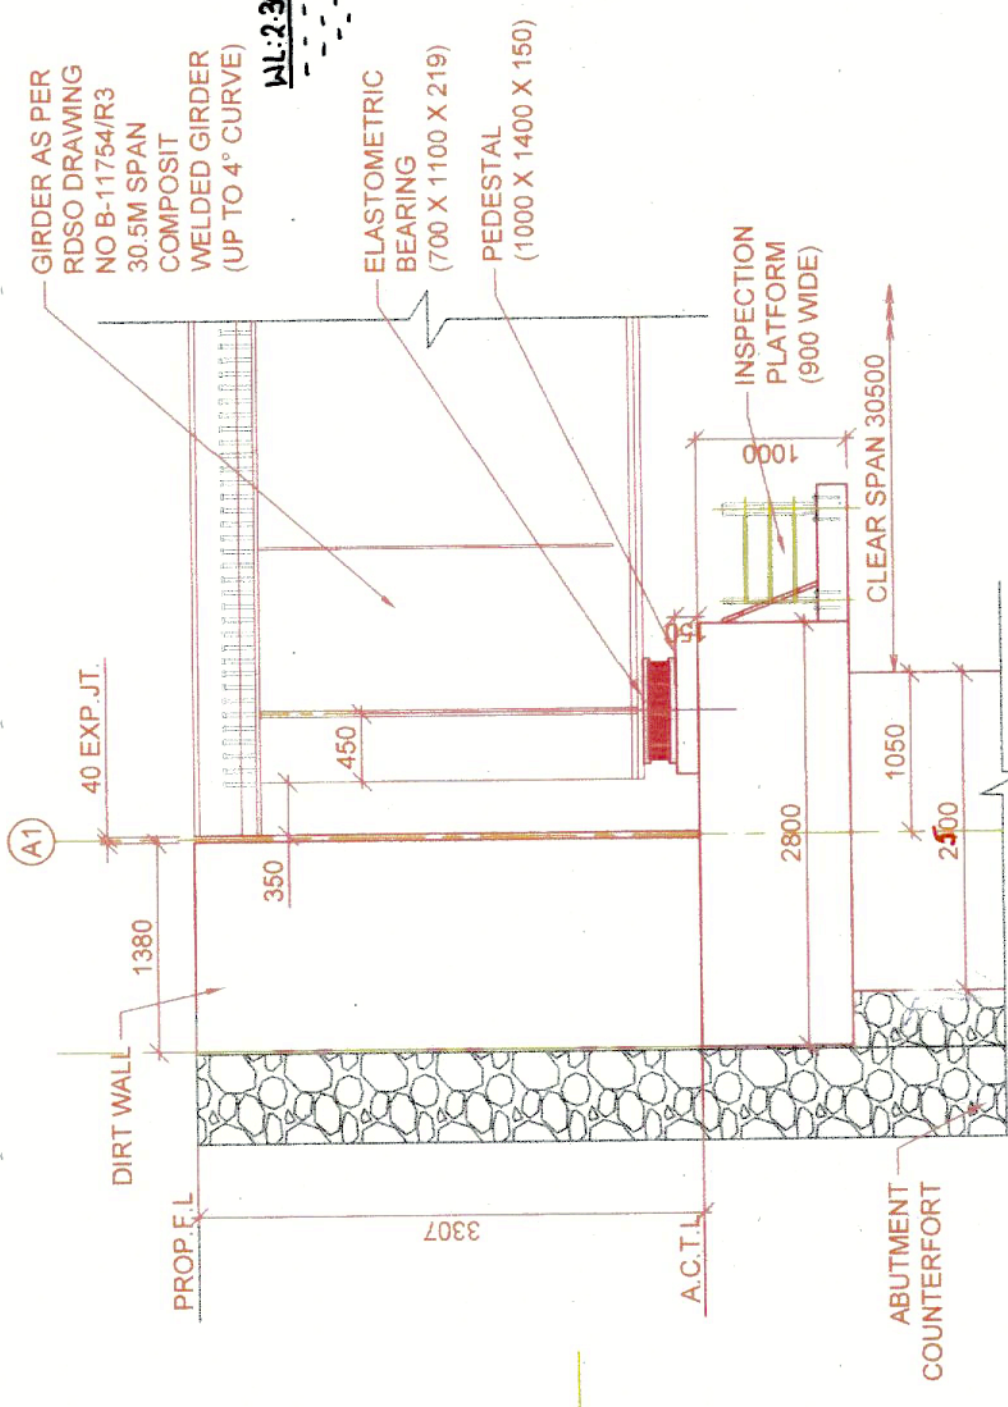 GIRDER AS PER
RDSO DRAWING
NO B-11754/R3
30.5M SPAN
COMPOSIT
WELDED GIRDER
(UP TO 4° CURVE)
WL:2.3
ELASTOMETRIC
BEARING
(700 X 1100 X 219)
PEDESTAL
(1000 X 1400 X 150)
INSPECTION
PLATFORM
(900 WIDE)
CLEAR SPAN 30500
1000
150
A1
40 EXP.JT.
1380
350
450
1050
2800
2500
DIRT WALL
PROP.F.L
3307
A.C.T.L
ABUTMENT
COUNTERFORT